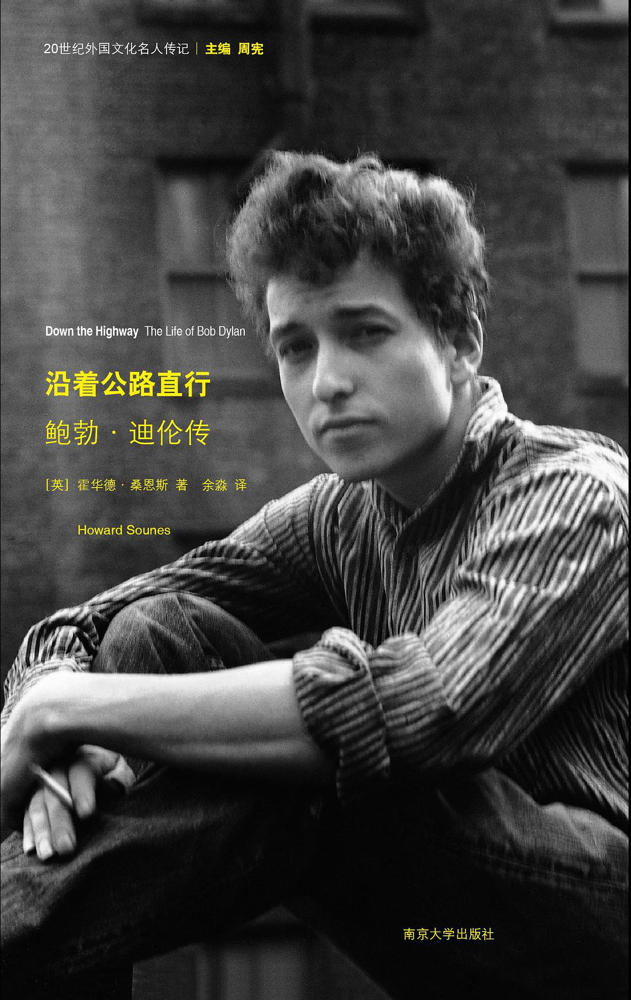 20世纪外国文化名人传记｜主编 周宪
Down the Highway The Life of Bob Dylan
沿着公路直行
鲍勃·迪伦传
[英] 霍华德·桑恩斯 著 余淼 译
Howard Sounes
南京大学出版社